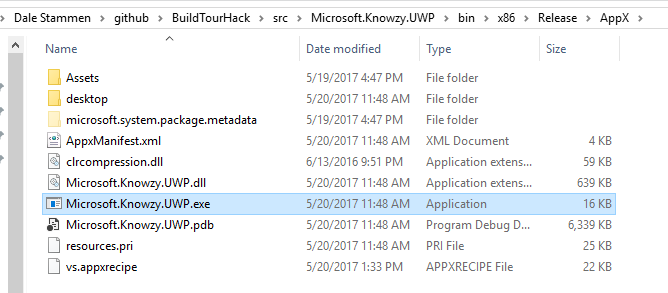 Dale Stammen > github > BuildTourHack > src > Microsoft.Knowzy.UWP > bin > x86 > Release > AppX >
Name Date modified Type Size
Assets 5/19/2017 4:47 PM File folder
desktop 5/20/2017 11:48 AM File folder
microsoft.system.package.metadata 5/19/2017 4:47 PM File folder
AppxManifest.xml 5/20/2017 11:48 AM XML Document 4 KB
clrcompression.dll 6/13/2016 9:51 PM Application extens... 59 KB
Microsoft.Knowzy.UWP.dll 5/20/2017 11:48 AM Application extens... 639 KB
Microsoft.Knowzy.UWP.exe 5/20/2017 11:48 AM Application 16 KB
Microsoft.Knowzy.UWP.pdb 5/20/2017 11:48 AM Program Debug D... 6,339 KB
resources.pri 5/20/2017 11:48 AM PRI File 25 KB
vs.appxrecipe 5/20/2017 1:33 PM APPXRECIPE File 22 KB